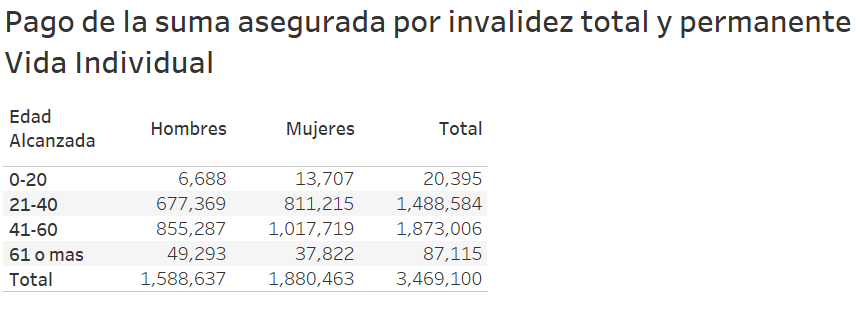 Pago de la suma asegurada por invalidez total y permanente
Vida Individual
Edad
Alcanzada Hombres Mujeres Total
0-20 6,688 13,707 20,395
21-40 677,369 811,215 1,488,584
41-60 855,287 1,017,719 1,873,006
61 o mas 49,293 37,822 87,115
Total 1,588,637 1,880,463 3,469,100